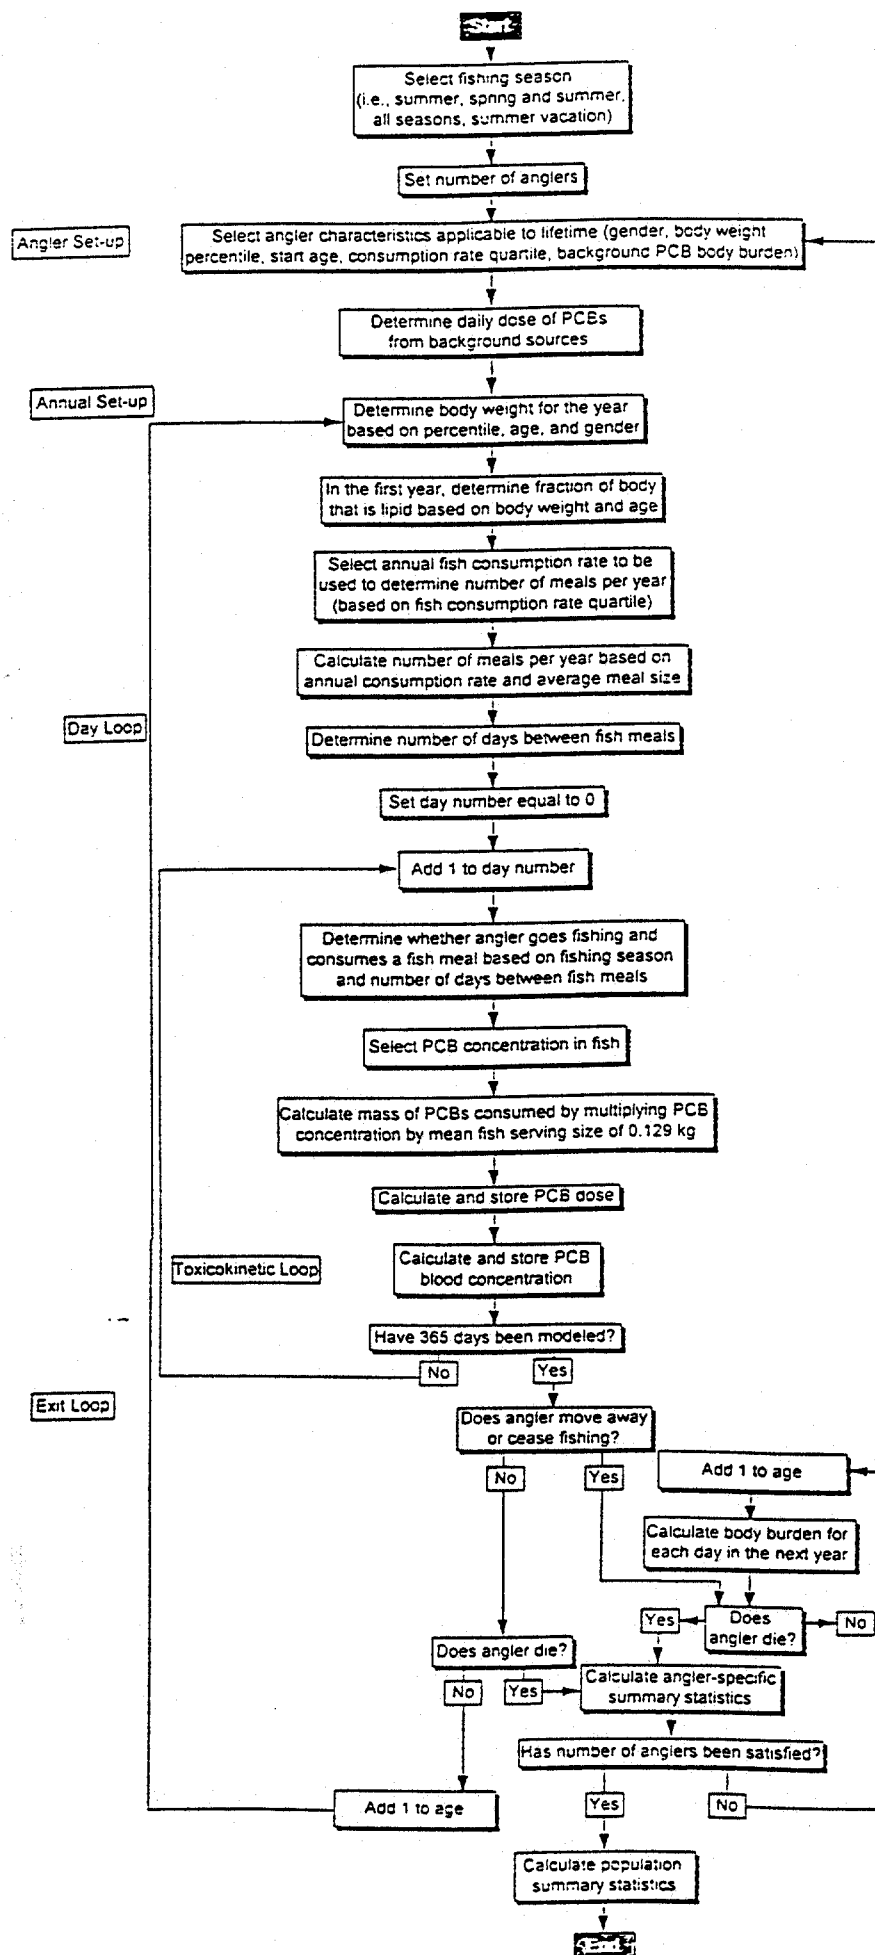 Start
Select fishing season
(i.e., summer, spring and summer,
all seasons, summer vacation)
Set number of anglers
Angler Set-up
Select angler characteristics applicable to lifetime (gender, body weight
percentile, start age, consumption rate quartile, background PCB body burden)
Determine daily dose of PCBs
from background sources
Annual Set-up
Determine body weight for the year
based on percentile, age, and gender
In the first year, determine fraction of body
that is lipid based on body weight and age
Select annual fish consumption rate to be
used to determine number of meals per year
(based on fish consumption rate quartile)
Calculate number of meals per year based on
annual consumption rate and average meal size
Day Loop
Determine number of days between fish meals
Set day number equal to 0
Add 1 to day number
Determine whether angler goes fishing and
consumes a fish meal based on fishing season
and number of days between fish meals
Select PCB concentration in fish
Calculate mass of PCBs consumed by multiplying PCB
concentration by mean fish serving size of 0.129 kg
Calculate and store PCB dose
Toxicokinetic Loop
Calculate and store PCB
blood concentration
Have 365 days been modeled?
No
Yes
Exit Loop
Does angler move away
or cease fishing?
No
Yes
Add 1 to age
Calculate body burden for
each day in the next year
Yes
Does
angler die?
No
Does angler die?
No
Yes
Calculate angler-specific
summary statistics
Has number of anglers been satisfied?
Yes
No
Add 1 to age
Calculate population
summary statistics